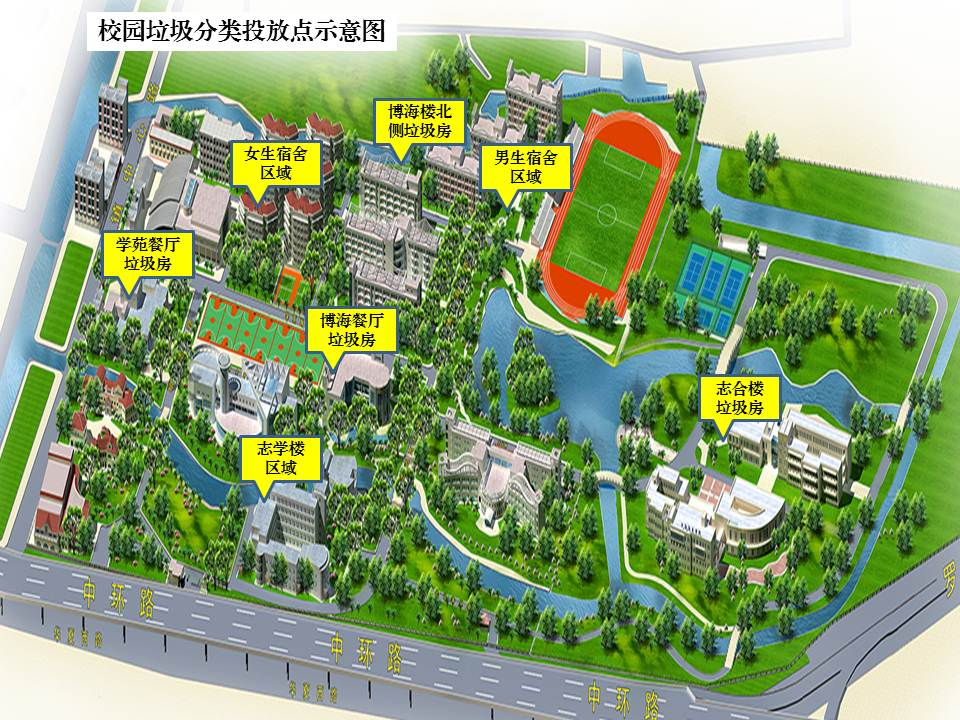 校园垃圾分类投放点示意图
博海楼北
侧垃圾房
女生宿舍
区域
男生宿舍
区域
学苑餐厅
垃圾房
博海餐厅
垃圾房
志合楼
垃圾房
志学楼
区域
中环路
中环路
中环路
罗